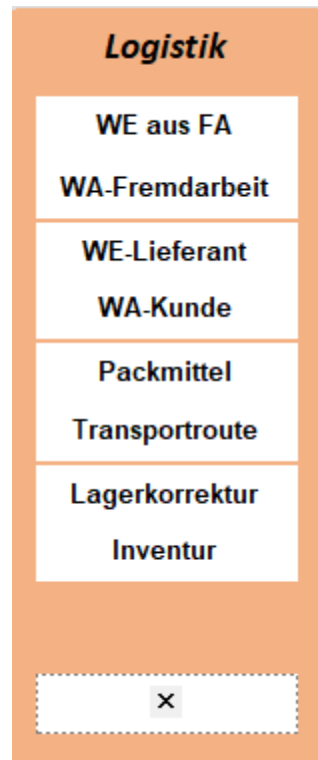 Logistik
WE aus FA
WA-Fremdarbeit
WE-Lieferant
WA-Kunde
Packmittel
Transportroute
Lagerkorrektur
Inventur